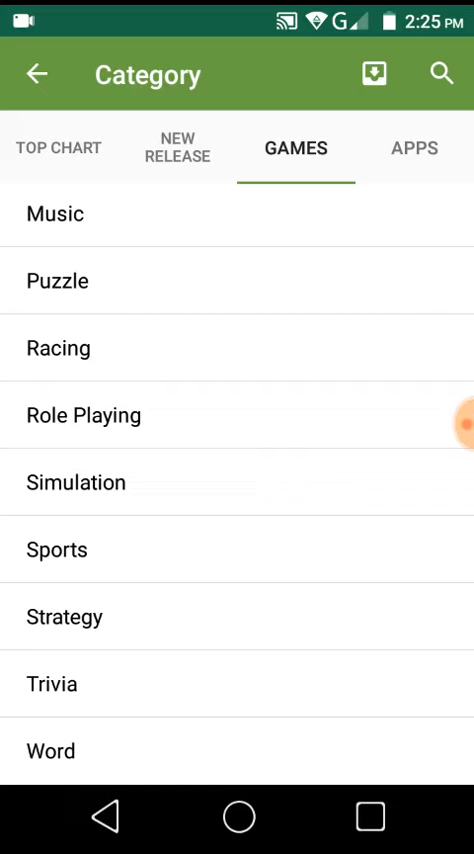 G 2:25 PM
Category
TOP CHART
NEW
RELEASE
GAMES
APPS
Music
Puzzle
Racing
Role Playing
Simulation
Sports
Strategy
Trivia
Word